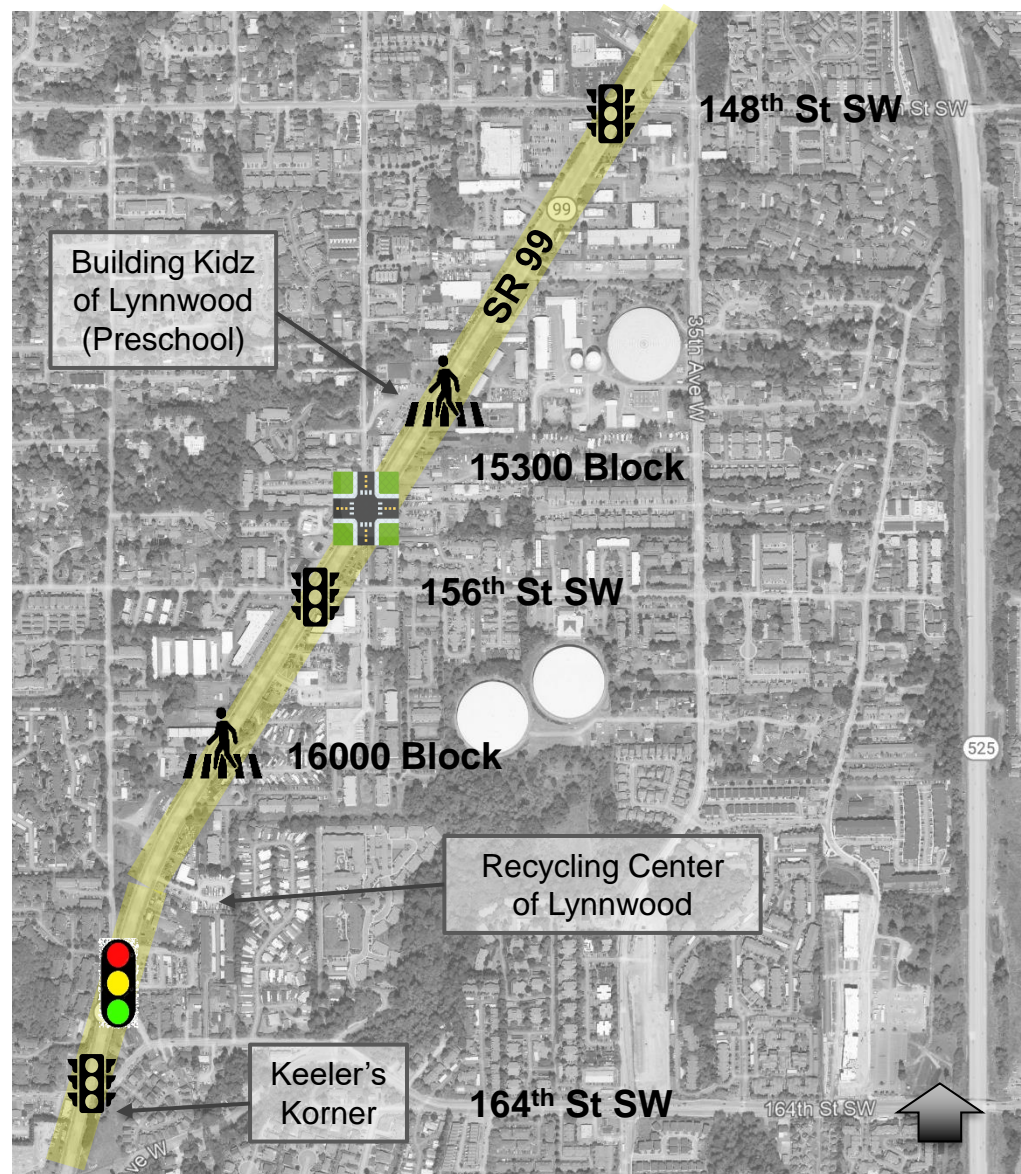 148th St SW
St SW
99
SR 99
Building Kidz
of Lynnwood
(Preschool)
35th Ave W
15300 Block
156th St SW
16000 Block
525
Recycling Center
of Lynnwood
Keeler's
Korner
164th St SW
164th St SW
Ave W